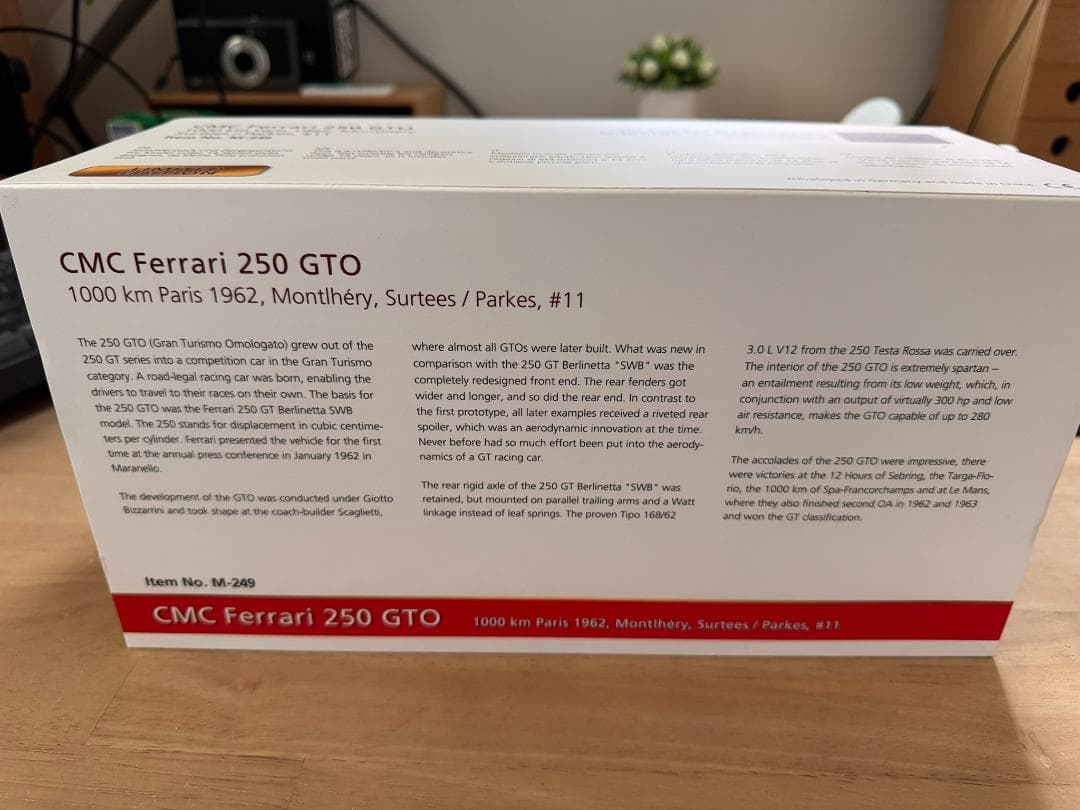 CMC Ferrari 250 GTO
Item No. M-249
LIMITED
EDITION
Developed in Germany and made in China
CE
CMC Ferrari 250 GTO
1000 km Paris 1962, Montlhéry, Surtees / Parkes, #11
The 250 GTO (Gran Turismo Omologato) grew out of the
250 GT series into a competition car in the Gran Turismo
category. A road-legal racing car was born, enabling the
drivers to travel to their races on their own. The basis for
the 250 GTO was the Ferrari 250 GT Berlinetta SWB
model. The 250 stands for displacement in cubic centime-
ters per cylinder. Ferrari presented the vehicle for the first
time at the annual press conference in January 1962 in
Maranello.
The development of the GTO was conducted under Giotto
Bizzarrini and took shape at the coach-builder Scaglietti,
where almost all GTOs were later built. What was new in
comparison with the 250 GT Berlinetta "SWB" was the
completely redesigned front end. The rear fenders got
wider and longer, and so did the rear end. In contrast to
the first prototype, all later examples received a riveted rear
spoiler, which was an aerodynamic innovation at the time.
Never before had so much effort been put into the aerody-
namics of a GT racing car.
The rear rigid axle of the 250 GT Berlinetta "SWB" was
retained, but mounted on parallel trailing arms and a Watt
linkage instead of leaf springs. The proven Tipo 168/62
3.0 L V12 from the 250 Testa Rossa was carried over.
The interior of the 250 GTO is extremely spartan –
an entailment resulting from its low weight, which, in
conjunction with an output of virtually 300 hp and low
air resistance, makes the GTO capable of up to 280
km/h.
The accolades of the 250 GTO were impressive, there
were victories at the 12 Hours of Sebring, the Targa-Flo-
rio, the 1000 km of Spa-Francorchamps and at Le Mans,
where they also finished second OA in 1962 and 1963
and won the GT classification.
Item No. M-249
CMC Ferrari 250 GTO 1000 km Paris 1962, Montlhéry, Surtees / Parkes, #11